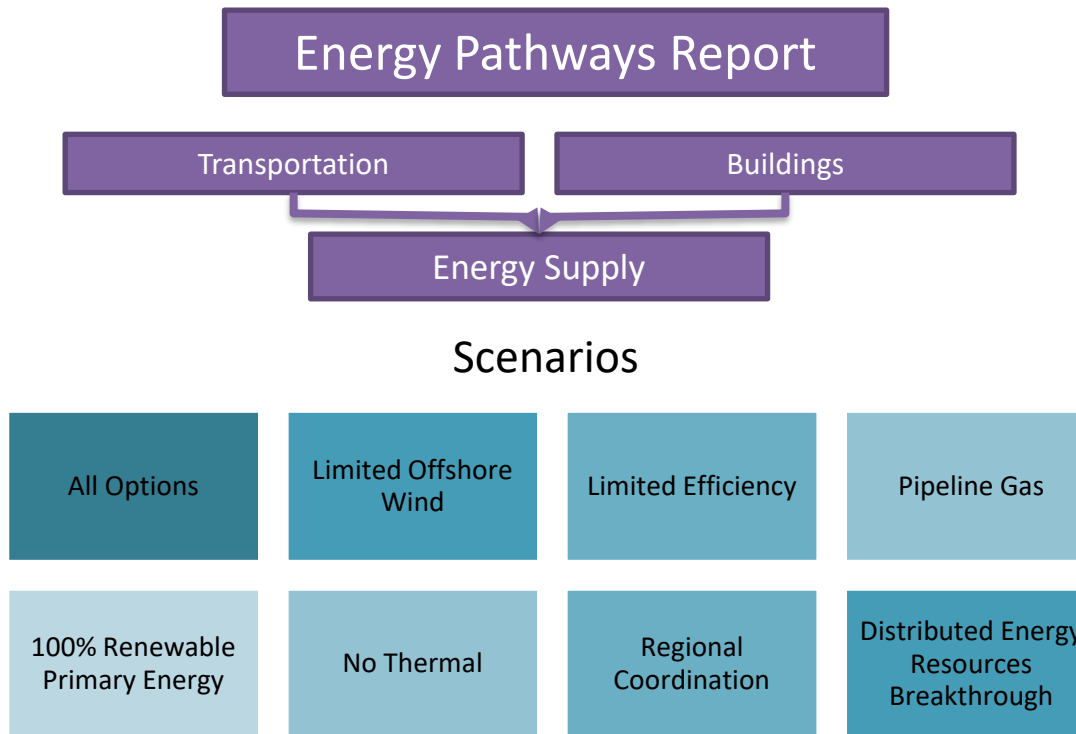 Energy Pathways Report
Transportation
Buildings
Energy Supply
Scenarios
All Options
Limited Offshore
Wind
Limited Efficiency
Pipeline Gas
100% Renewable
Primary Energy
No Thermal
Regional
Coordination
Distributed Energy
Resources
Breakthrough